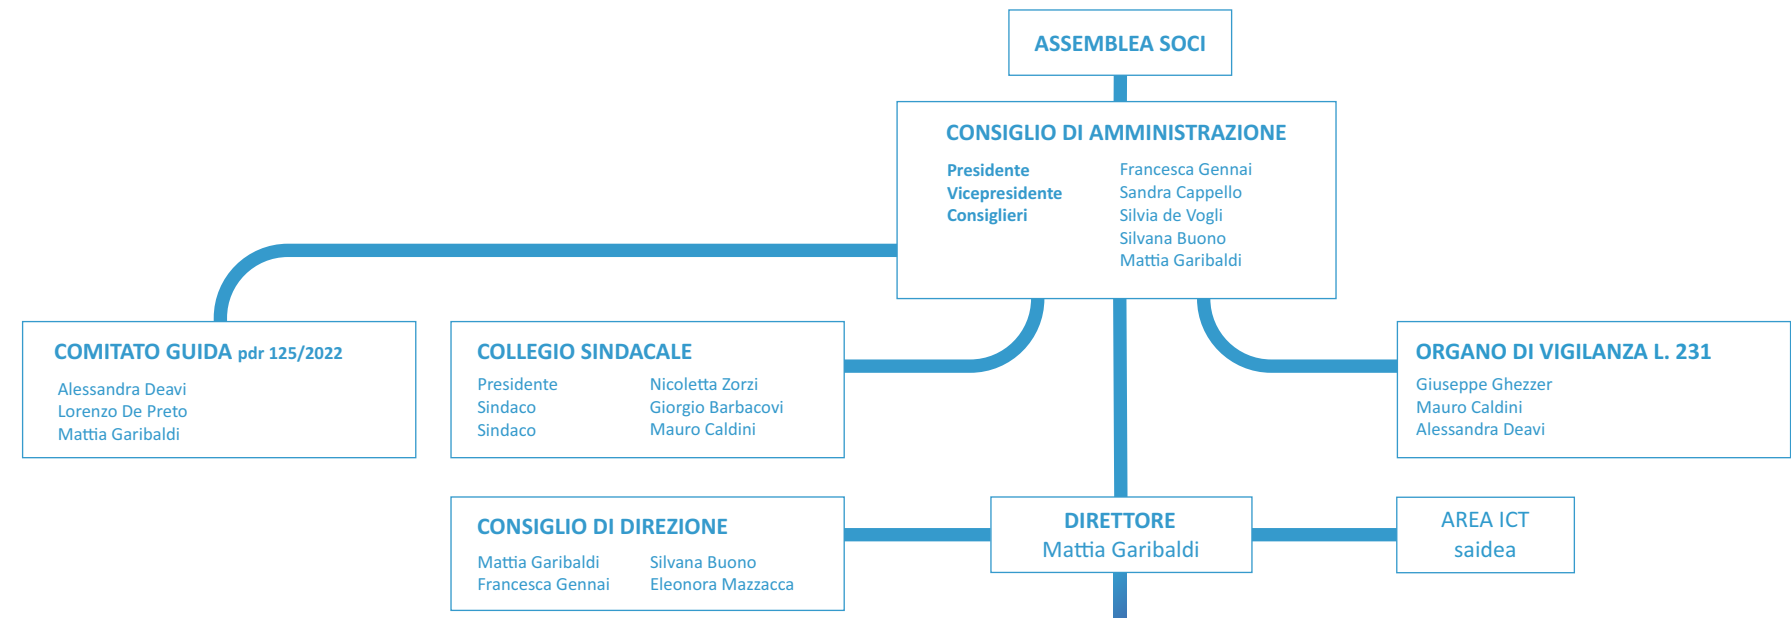 ASSEMBLEA SOCI
CONSIGLIO DI AMMINISTRAZIONE
Presidente Francesca Gennai
Vicepresidente Sandra Cappello
Consiglieri Silvia de Vogli
Silvana Buono
Mattia Garibaldi
COMITATO GUIDA pdr 125/2022
Alessandra Deavi
Lorenzo De Preto
Mattia Garibaldi
COLLEGIO SINDACALE
Presidente Nicoletta Zorzi
Sindaco Giorgio Barbacovi
Sindaco Mauro Caldini
ORGANO DI VIGILANZA L. 231
Giuseppe Ghezzer
Mauro Caldini
Alessandra Deavi
CONSIGLIO DI DIREZIONE
Mattia Garibaldi Silvana Buono
Francesca Gennai Eleonora Mazzacca
DIRETTORE
Mattia Garibaldi
AREA ICT
saidea